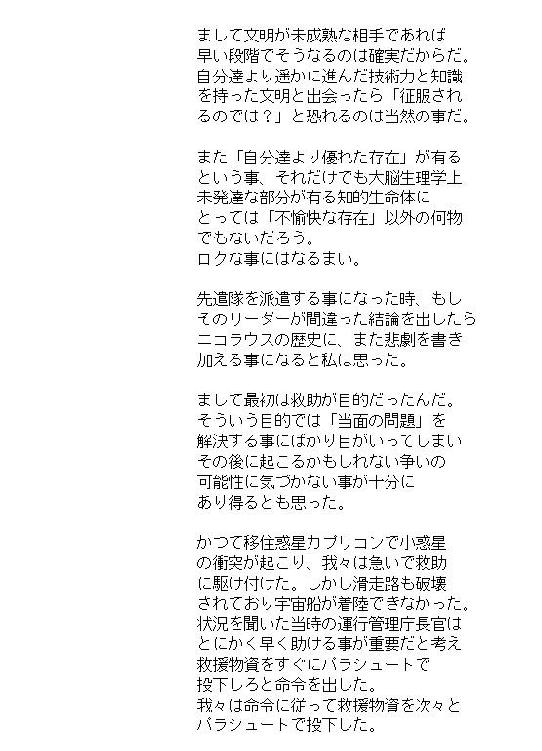 まして文明が未成熟な相手であれば
早い段階でそうなるのは確実だからだ。
自分達より遥かに進んだ技術力と知識
を持った文明と出会ったら「征服され
るのでは？」と恐れるのは当然の事だ。
また「自分達より優れた存在」が有る
という事、それだけでも大脳生理学上
未発達な部分が有る知的生命体に
とっては「不愉快な存在」以外の何物
でもないだろう。
ロクな事にはなるまい。
先遣隊を派遣する事になった時、もし
そのリーダーが間違った結論を出したら
ニコラウスの歴史に、また悲劇を書き
加える事になると私は思った。
まして最初は救助が目的だったんだ。
そういう目的では「当面の問題」を
解決する事にばかり目がいってしまい
その後に起こるかもしれない争いの
可能性に気づかない事が十分に
あり得るとも思った。
かつて移住惑星カプリコンで小惑星
の衝突が起こり、我々は急いで救助
に駆け付けた。しかし滑走路も破壊
されており宇宙船が着陸できなかった。
状況を聞いた当時の運行管理庁長官は
とにかく早く助ける事が重要だと考え
救援物資をすぐにパラシュートで
投下しろと命令を出した。
我々は命令に従って救援物資を次々と
パラシュートで投下した。